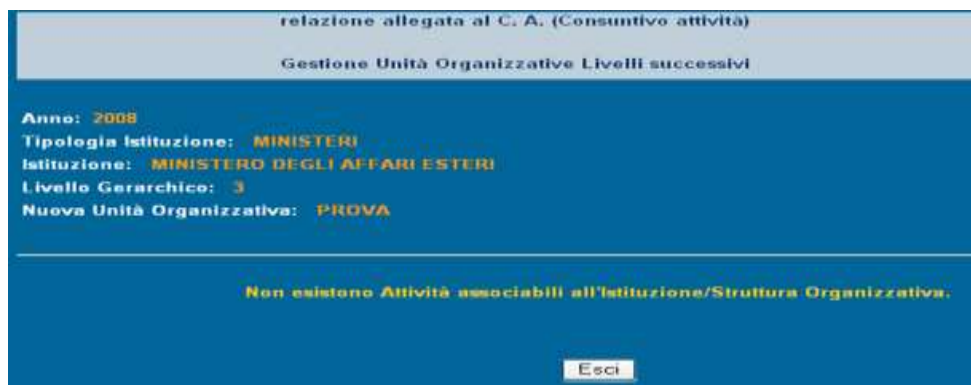 relazione allegata al C. A. (Consuntivo attività)
Gestione Unità Organizzative Livelli successivi
Anno: 2008
Tipologia Istituzione: MINISTERI
Istituzione: MINISTERO DEGLI AFFARI ESTERI
Livello Gerarchico: 3
Nuova Unità Organizzativa: PROVA
Non esistono Attività associabili all'Istituzione/Struttura Organizzativa.
Esci